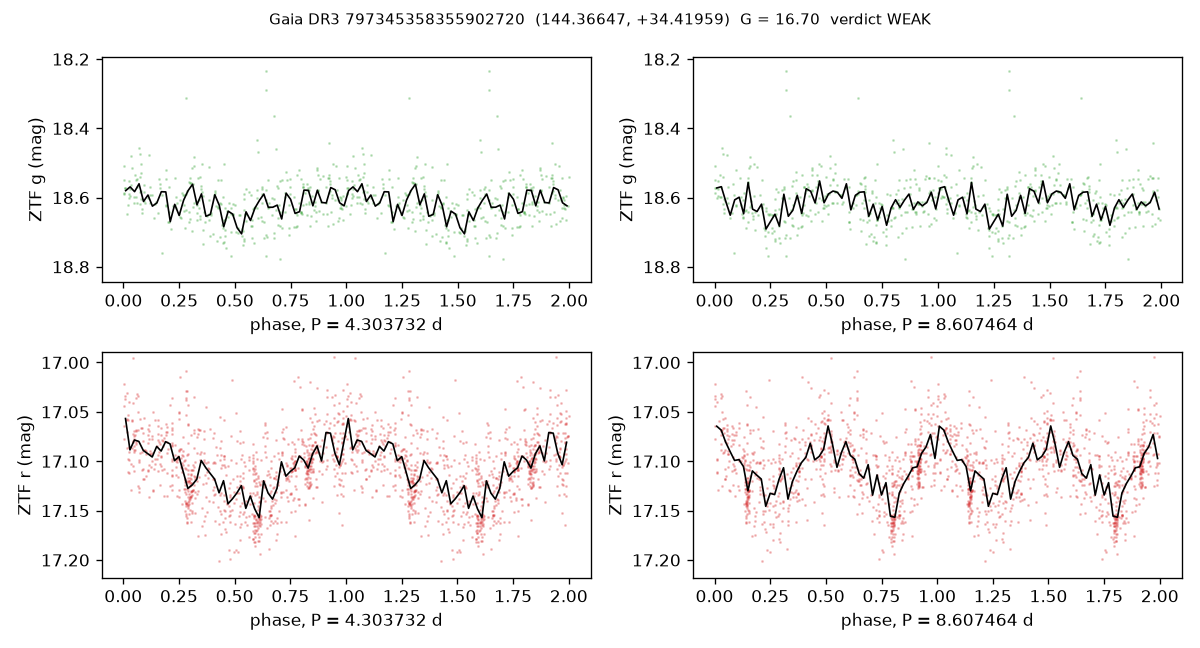 Gaia DR3 797345358355902720  (144.36647, +34.41959)  G = 16.70  verdict WEAK
ZTF g (mag)
18.2
18.4
18.6
18.8
0.00 0.25 0.50 0.75 1.00 1.25 1.50 1.75 2.00
phase, P = 4.303732 d
ZTF g (mag)
18.2
18.4
18.6
18.8
0.00 0.25 0.50 0.75 1.00 1.25 1.50 1.75 2.00
phase, P = 8.607464 d
ZTF r (mag)
17.00
17.05
17.10
17.15
17.20
0.00 0.25 0.50 0.75 1.00 1.25 1.50 1.75 2.00
phase, P = 4.303732 d
ZTF r (mag)
17.00
17.05
17.10
17.15
17.20
0.00 0.25 0.50 0.75 1.00 1.25 1.50 1.75 2.00
phase, P = 8.607464 d